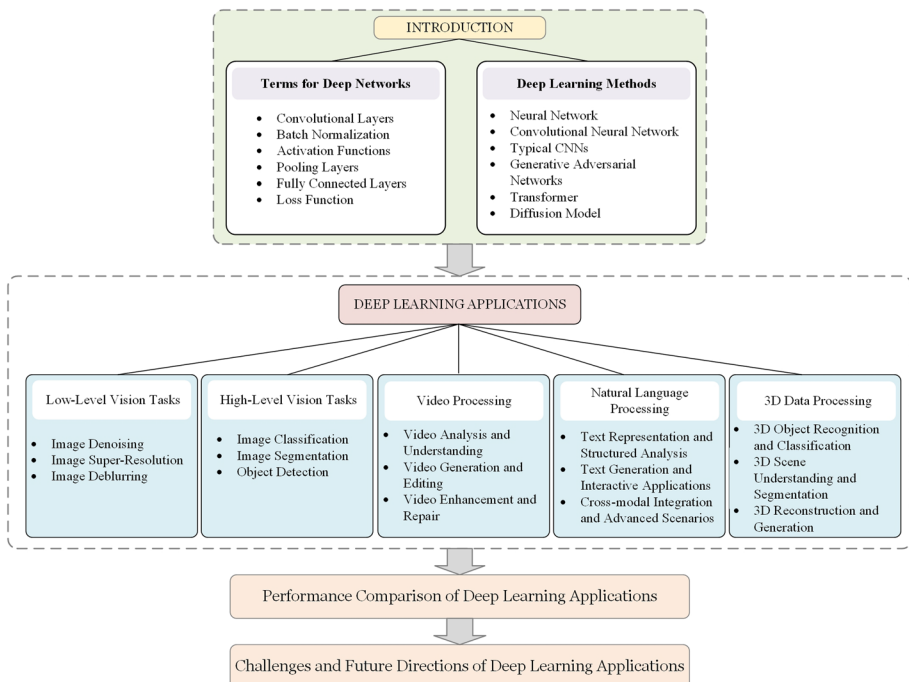 INTRODUCTION
Terms for Deep Networks
• Convolutional Layers
• Batch Normalization
• Activation Functions
• Pooling Layers
• Fully Connected Layers
• Loss Function
Deep Learning Methods
• Neural Network
• Convolutional Neural Network
• Typical CNNs
• Generative Adversarial
Networks
• Transformer
• Diffusion Model
DEEP LEARNING APPLICATIONS
Low-Level Vision Tasks
• Image Denoising
• Image Super-Resolution
• Image Deblurring
High-Level Vision Tasks
• Image Classification
• Image Segmentation
• Object Detection
Video Processing
• Video Analysis and
Understanding
• Video Generation and
Editing
• Video Enhancement and
Repair
Natural Language
Processing
• Text Representation and
Structured Analysis
• Text Generation and
Interactive Applications
• Cross-modal Integration
and Advanced Scenarios
3D Data Processing
• 3D Object Recognition
and Classification
• 3D Scene
Understanding and
Segmentation
• 3D Reconstruction and
Generation
Performance Comparison of Deep Learning Applications
Challenges and Future Directions of Deep Learning Applications